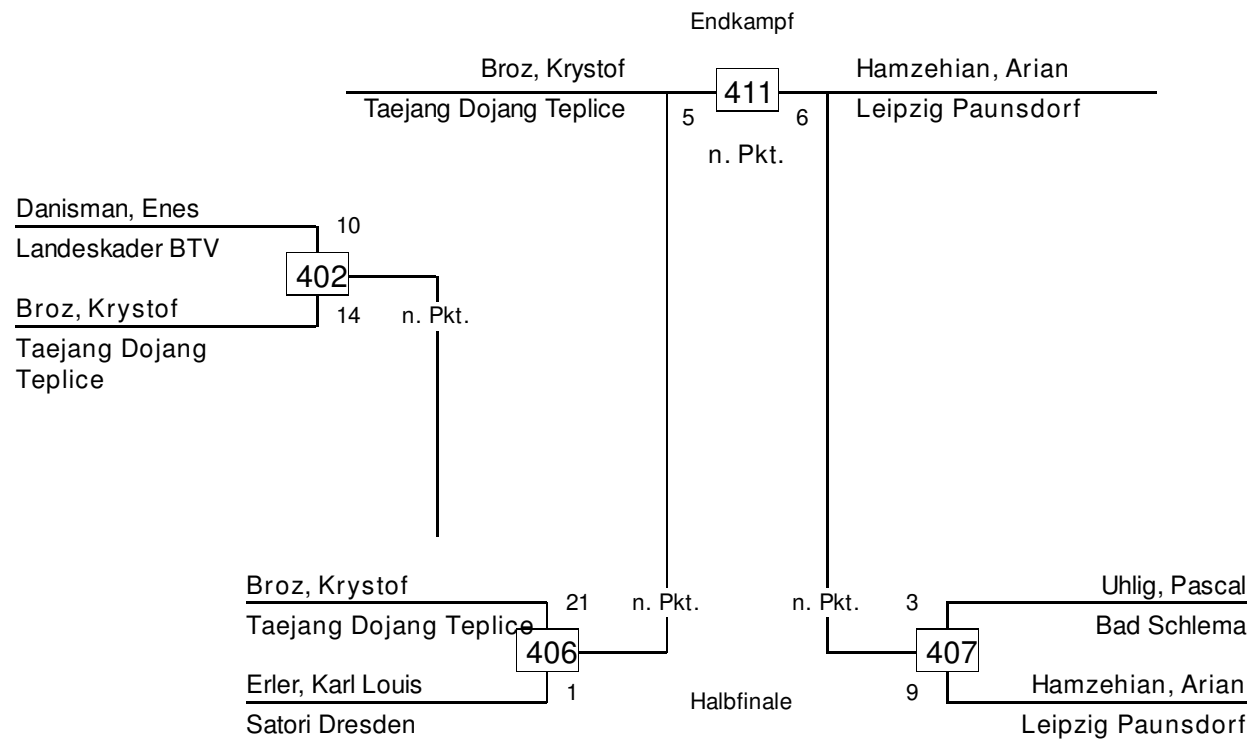 Endkampf
Broz, Krystof
Hamzehian, Arian
411
Taejang Dojang Teplice
5
6
Leipzig Paunsdorf
n. Pkt.
Danisman, Enes
10
Landeskader BTV
402
Broz, Krystof
14
n. Pkt.
Taejang Dojang
Teplice
Broz, Krystof
21
n. Pkt.
n. Pkt.
3
Uhlig, Pascal
Taejang Dojang Teplice
Bad Schlema
406
407
Erler, Karl Louis
1
Halbfinale
9
Hamzehian, Arian
Satori Dresden
Leipzig Paunsdorf